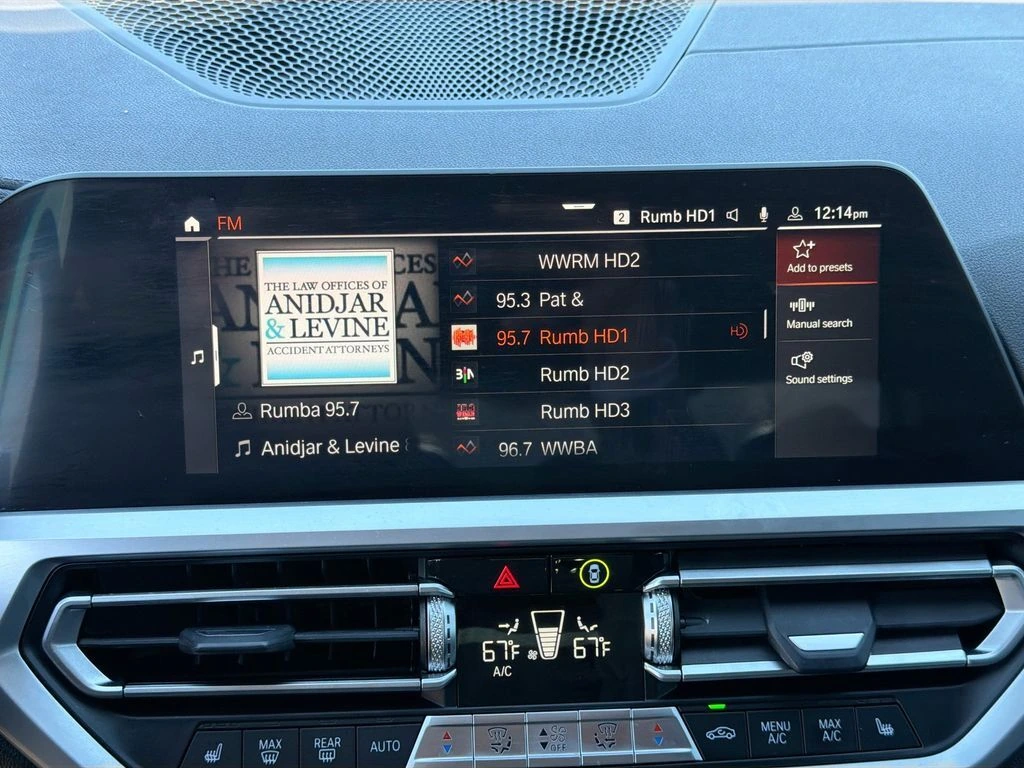 FM
2 Rumb HD1 12:14pm
THE LAW OFFICES OF
ANIDJAR
& LEVINE
ACCIDENT ATTORNEYS
Rumba 95.7
Anidjar & Levine
WWRM HD2
95.3 Pat &
95.7 Rumb HD1 HD
Rumb HD2
Rumb HD3
96.7 WWBA
Add to presets
Manual search
Sound settings
67°F 67°F
A/C
MAX
REAR
AUTO
OFF
MENU
A/C
MAX
A/C